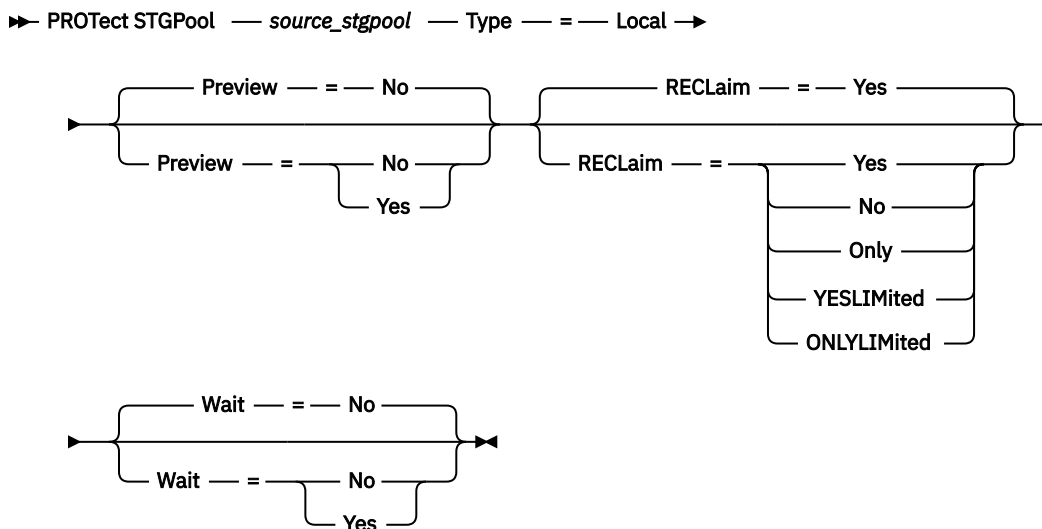 PROTect STGPool source_stgpool Type = Local
Preview = No RECLaim = Yes
Preview = No RECLaim = Yes
Yes No
Only
YESLIMited
ONLYLIMited
Wait = No
Wait = No
Yes